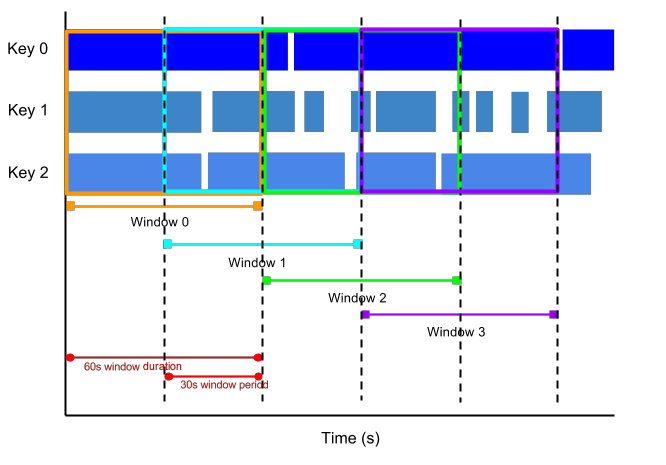 Key 0
Key 1
Key 2
Window 0
Window 1
Window 2
Window 3
60s window duration
30s window period
Time (s)